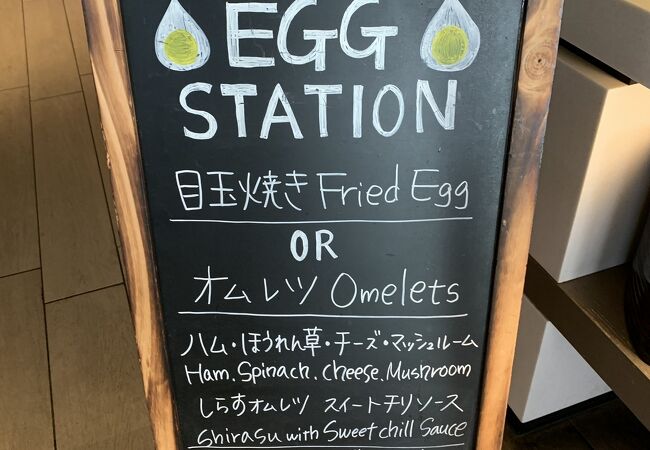 EGG
STATION
目玉焼き Fried Egg
OR
オムレツ Omelets
ハム・ほうれん草・チーズ・マッシュルーム
Ham. Spinach. cheese. Mushroom
しらすオムレツ スイートチリソース
shirasu with Sweet chill Sauce